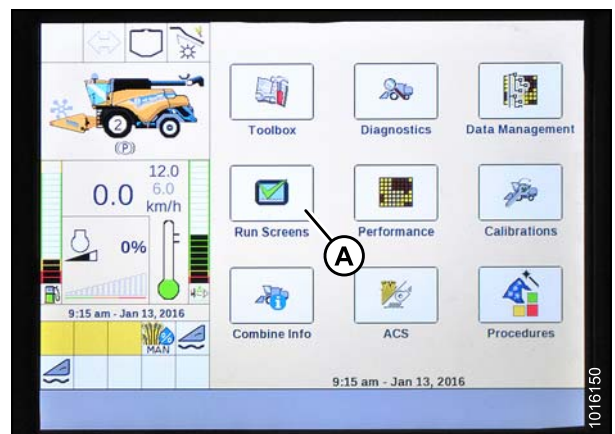 2
(P)
12.0
0.0
6.0
km/h
0%
9:15 am - Jan 13, 2016
MAN
Toolbox
Diagnostics
Data Management
Run Screens
Performance
Calibrations
A
Combine Info
ACS
Procedures
9:15 am - Jan 13, 2016
1016150